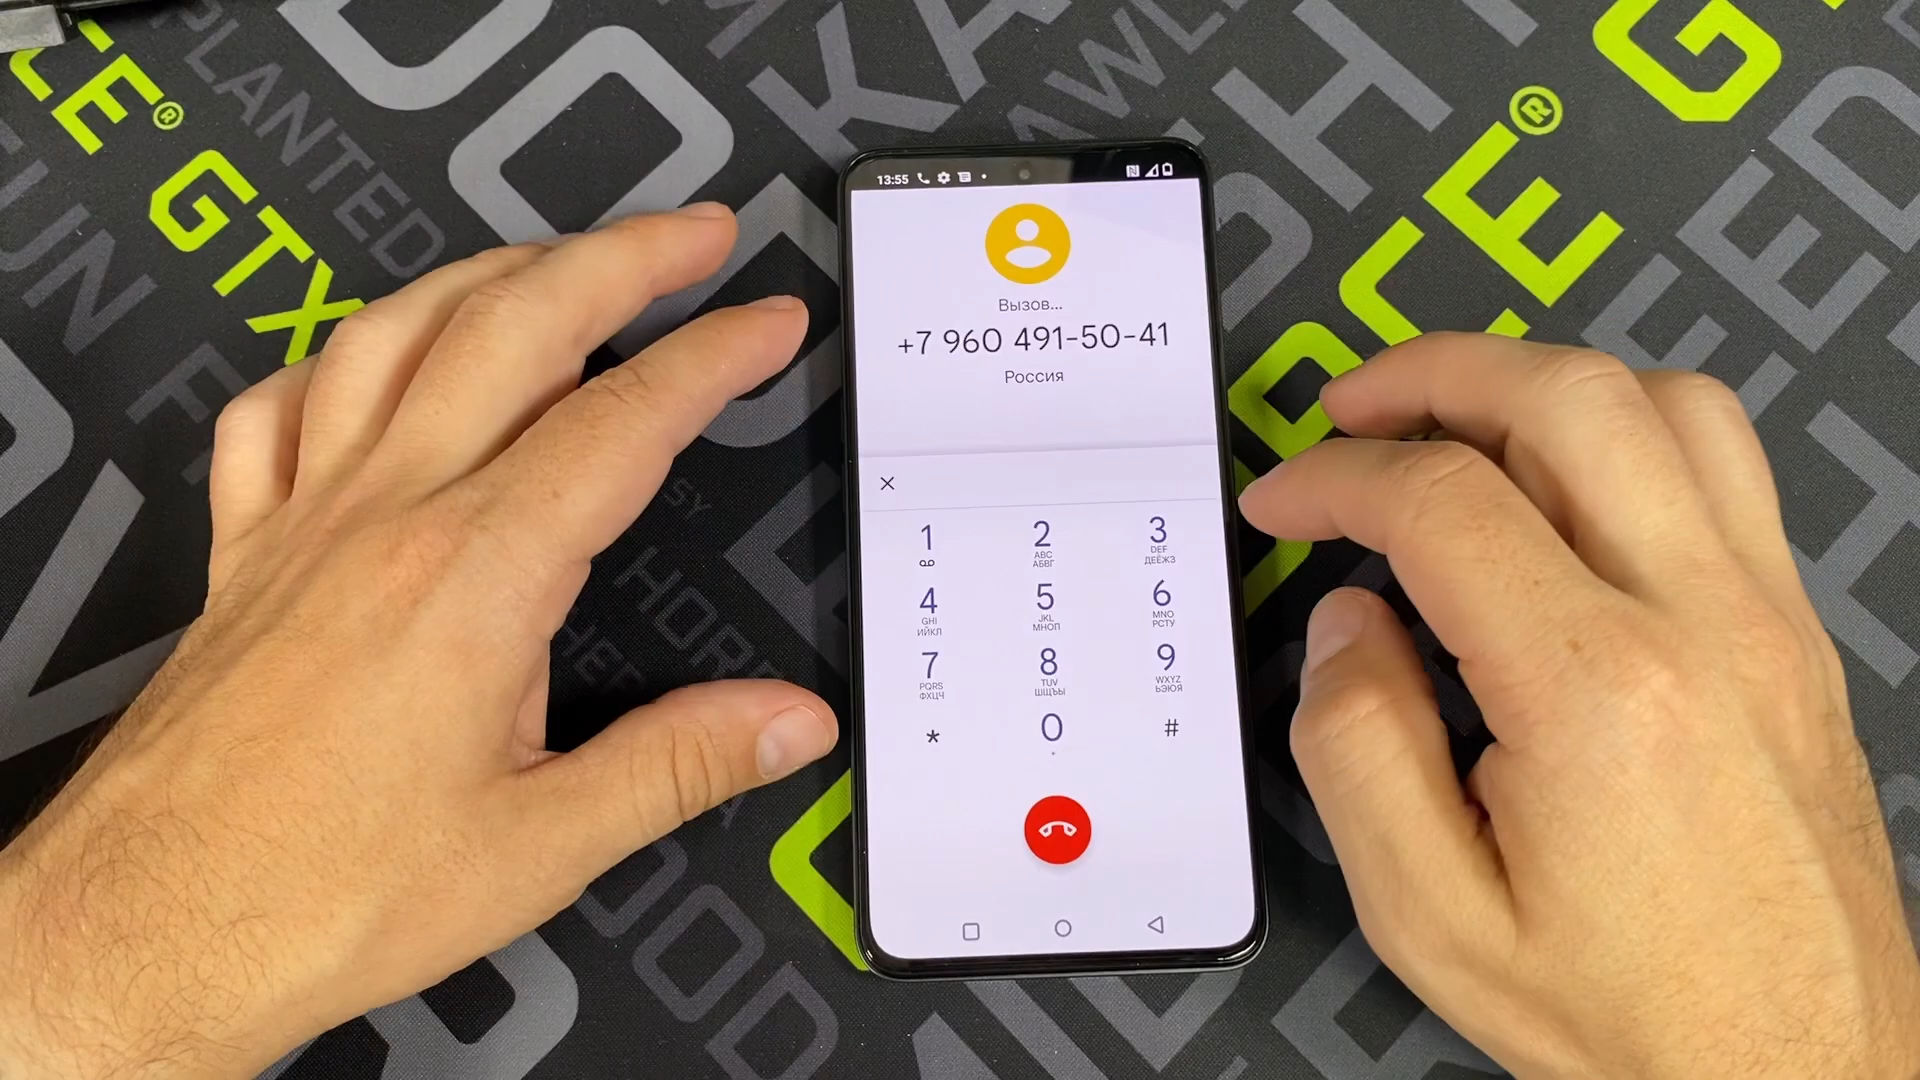 13:55
Вызов...
+7 960 491-50-41
Россия
1
2
ABC
АБВГ
3
DEF
ДЕЁЖЗ
4
GHI
ИЙКЛ
5
JKL
МНОП
6
MNO
РСТУ
7
PQRS
ФХЦЧ
8
TUV
ШЩЪЫ
9
WXYZ
ЬЭЮЯ
*
0
+
#
PLANTED
GTX
FUN